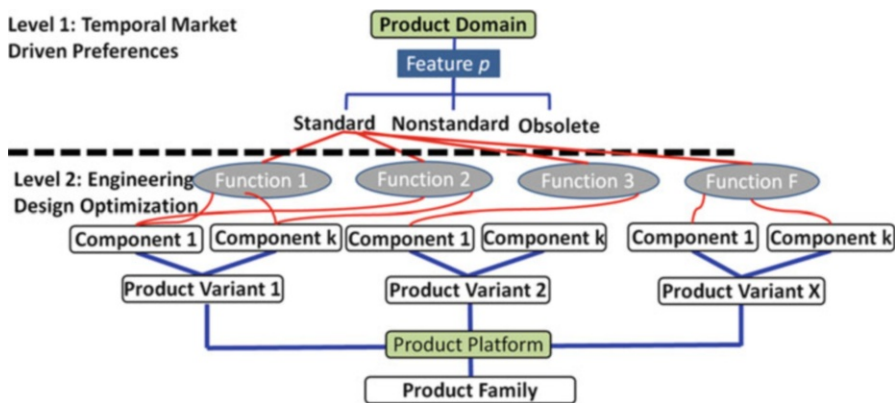 Level 1: Temporal Market
Driven Preferences
Product Domain
Feature p
Standard Nonstandard Obsolete
Level 2: Engineering
Design Optimization
Function 1 Function 2 Function 3 Function F
Component 1 Component k Component 1 Component k Component 1 Component k
Product Variant 1 Product Variant 2 Product Variant X
Product Platform
Product Family